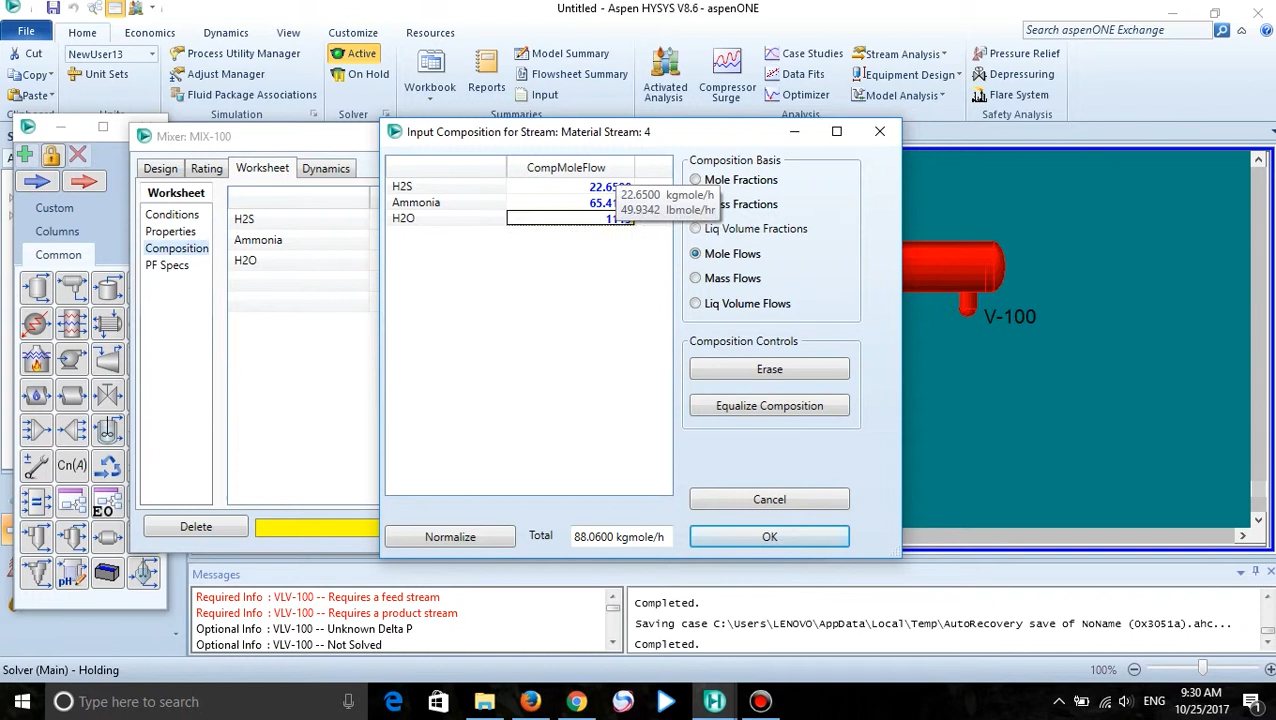 Untitled - Aspen HYSYS V8.6 - aspenONE
File
Home
Economics
Dynamics
View
Customize
Resources
Search aspenONE Exchange
Cut
Copy
Paste
NewUser13
Unit Sets
Process Utility Manager
Adjust Manager
Fluid Package Associations
Active
On Hold
Solver
Workbook
Reports
Model Summary
Flowsheet Summary
Input
Summaries
Activated
Analysis
Compressor
Surge
Case Studies
Data Fits
Optimizer
Stream Analysis
Equipment Design
Model Analysis
Analysis
Pressure Relief
Depressuring
Flare System
Safety Analysis
Custom
Columns
Common
Cn(A)
EO
pH
Mixer: MIX-100
Design
Rating
Worksheet
Dynamics
Worksheet
Conditions
Properties
Composition
PF Specs
H2S
Ammonia
H2O
Delete
Input Composition for Stream: Material Stream: 4
CompMoleFlow
H2S
Ammonia
H2O
22.6500 kgmole/h
49.9342 lbmole/hr
Normalize
Total
88.0600 kgmole/h
Composition Basis
Mole Fractions
Fractions
Liq Volume Fractions
Mole Flows
Mass Flows
Liq Volume Flows
Composition Controls
Erase
Equalize Composition
Cancel
OK
V-100
Messages
Required Info : VLV-100 -- Requires a feed stream
Required Info : VLV-100 -- Requires a product stream
Optional Info : VLV-100 -- Unknown Delta P
Optional Info : VLV-100 -- Not Solved
Completed.
Saving case C:\Users\LENOVO\AppData\Local\Temp\AutoRecovery save of NoName (0x3051a).ahc...
Completed.
Solver (Main) - Holding
100%
Type here to search
ENG
9:30 AM
10/25/2017